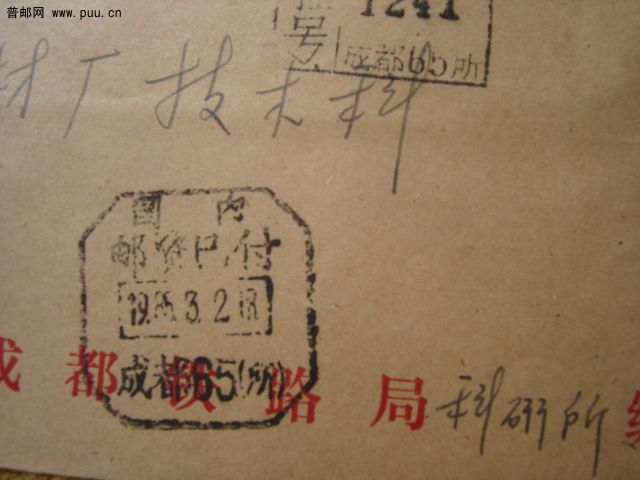 普邮网 www.puu.cn
挂号 1241
成都65所
材厂技术科
国内
邮资已付
成都65(所)
成都铁路局科研所